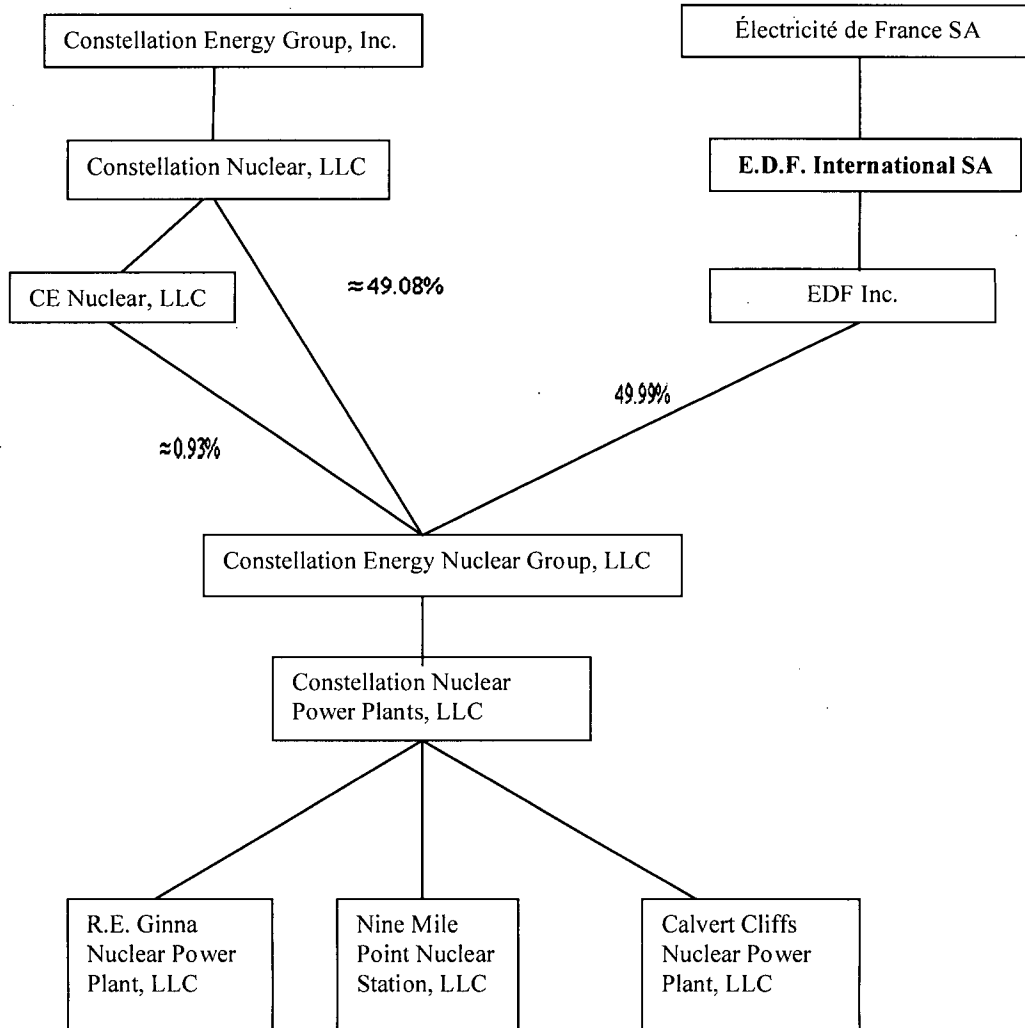 Constellation Energy Group, Inc.
Électricité de France SA
Constellation Nuclear, LLC
E.D.F. International SA
CE Nuclear, LLC
≈49.08%
EDF Inc.
49.99%
≈0.93%
Constellation Energy Nuclear Group, LLC
Constellation Nuclear
Power Plants, LLC
R.E. Ginna
Nuclear Power
Plant, LLC
Nine Mile
Point Nuclear
Station, LLC
Calvert Cliffs
Nuclear Power
Plant, LLC